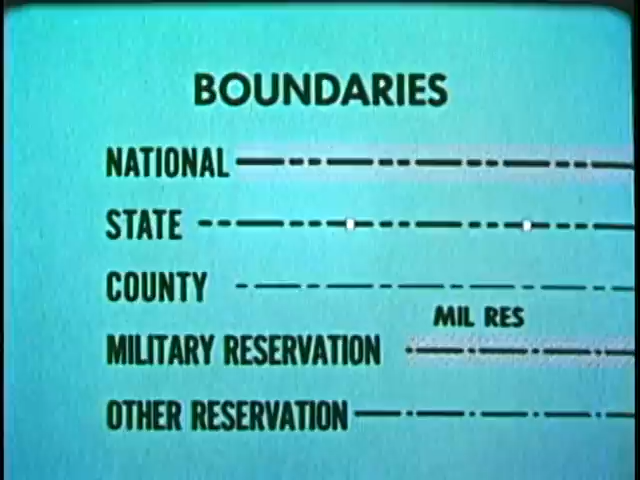 BOUNDARIES
NATIONAL
STATE
COUNTY
MIL RES
MILITARY RESERVATION
OTHER RESERVATION